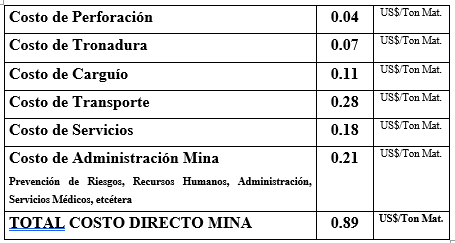 Costo de Perforación 0.04 US$/Ton Mat.
Costo de Tronadura 0.07 US$/Ton Mat.
Costo de Carguío 0.11 US$/Ton Mat.
Costo de Transporte 0.28 US$/Ton Mat.
Costo de Servicios 0.18 US$/Ton Mat.
Costo de Administración Mina 0.21 US$/Ton Mat.
Prevención de Riesgos, Recursos Humanos, Administración,
Servicios Médicos, etcétera
TOTAL COSTO DIRECTO MINA 0.89 US$/Ton Mat.